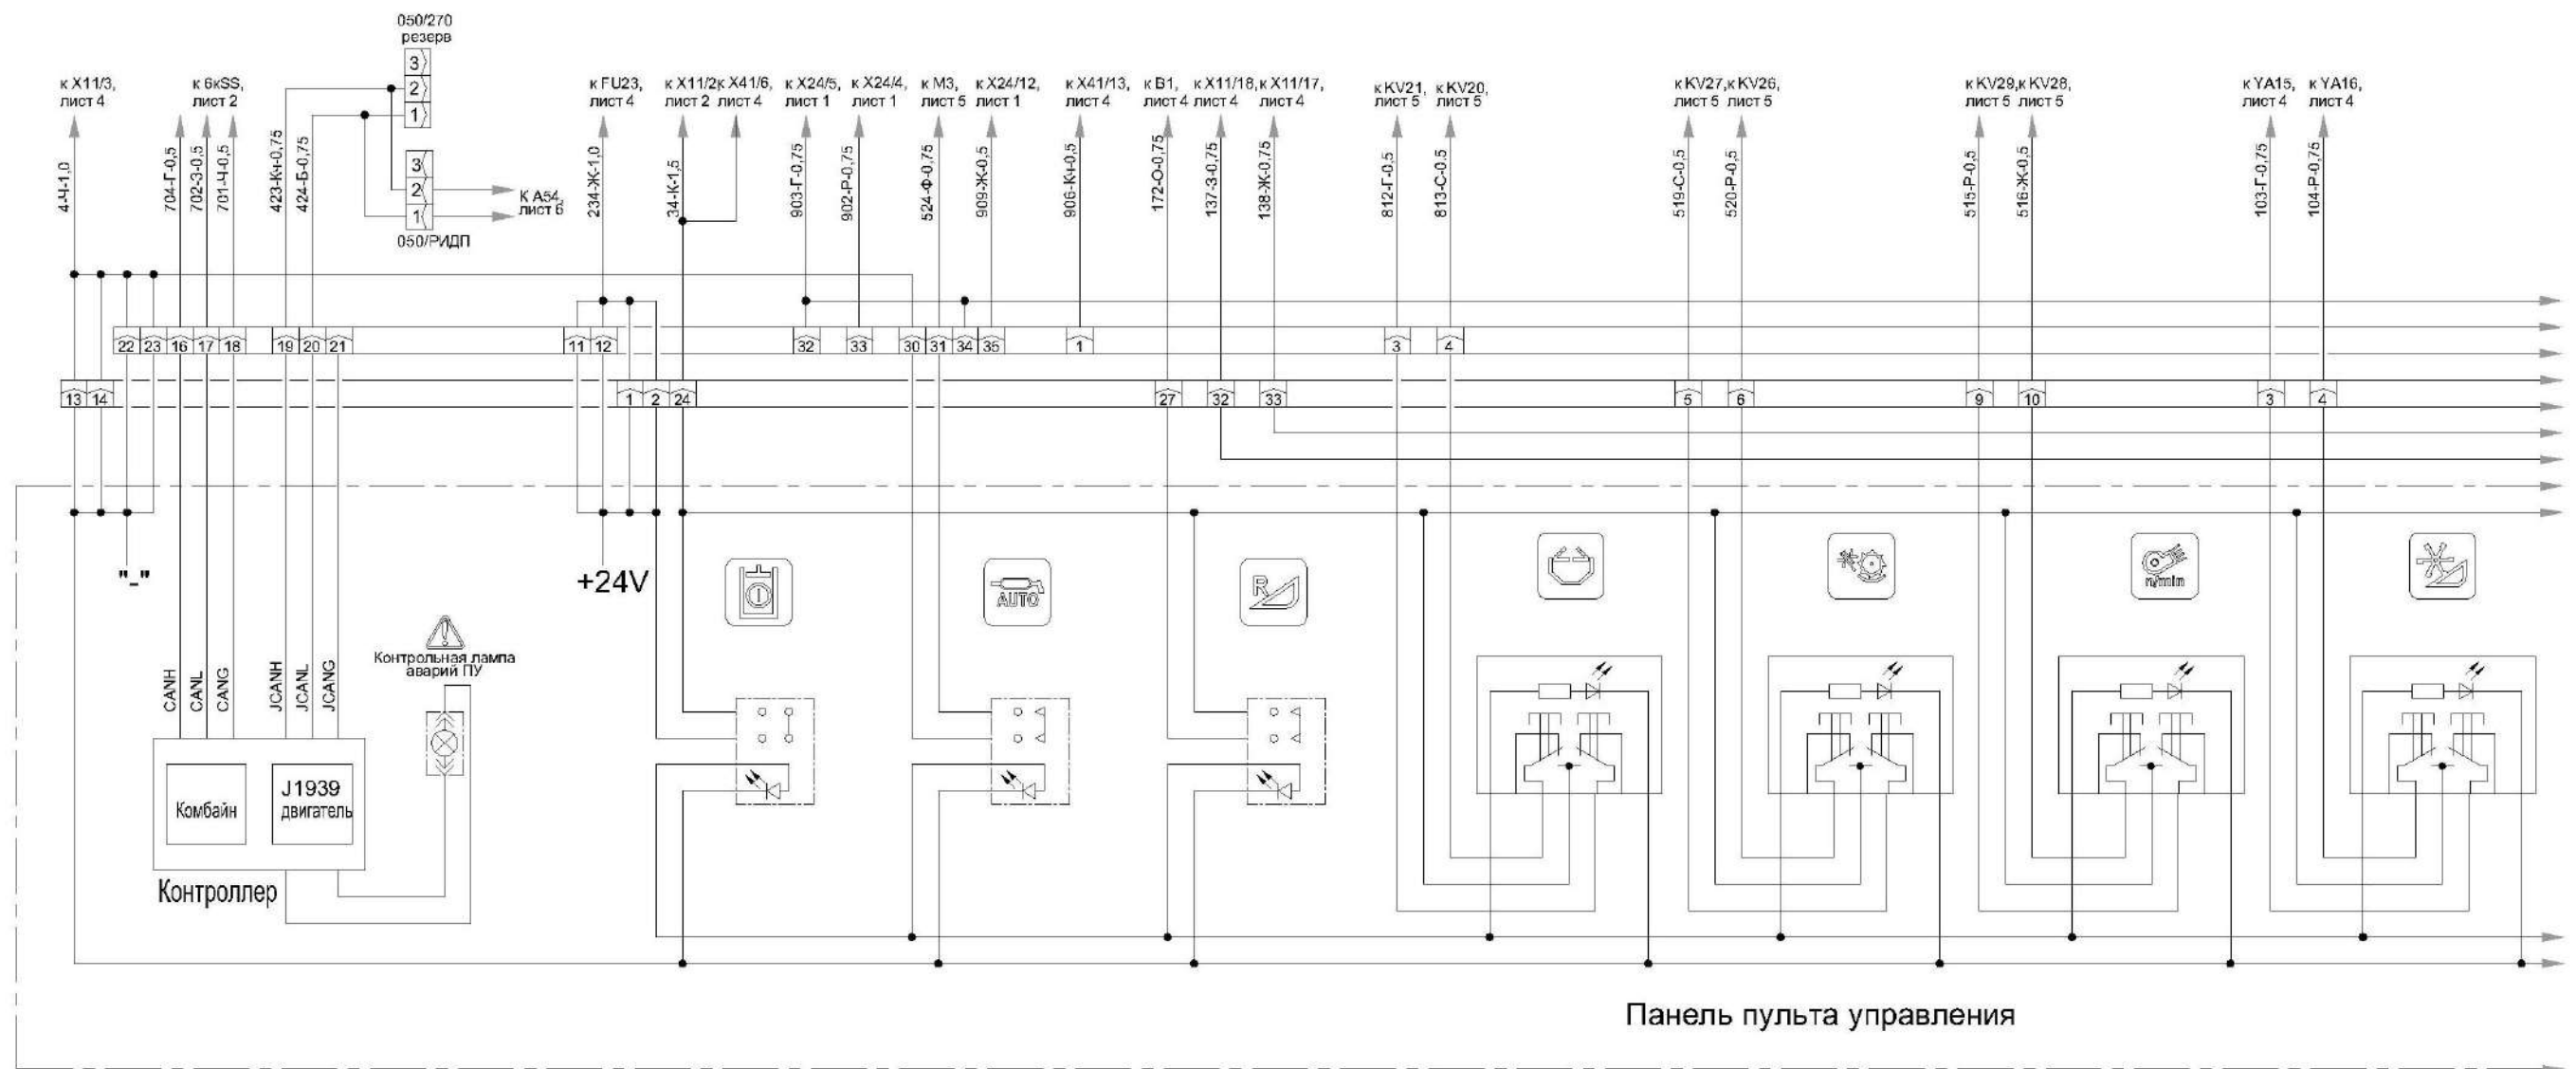 050/270
резерв
3
2
1
к X11/3,
лист 4
к 6кSS,
лист 2
к FU23,
лист 4
к X11/2
лист 2
к X41/6,
лист 4
к X24/5,
лист 1
к X24/4,
лист 1
к M3,
лист 5
к X24/12,
лист 1
к X41/13,
лист 4
к B1,
лист 4
к X11/18,
лист 4
к X11/17,
лист 4
к KV21,
лист 5
к KV20,
лист 5
к KV27,
лист 5
к KV26,
лист 5
к KV29,
лист 5
к KV28,
лист 5
к YA15,
лист 4
к YA16,
лист 4
4-Ч-1,0
704-Г-0,5
702-З-0,5
701-Ч-0,5
423-Кч-0,75
424-Б-0,75
3
2
1
К А54,
лист 6
050/РИДП
234-Ж-1,0
34-К-1,5
903-Г-0,75
902-Р-0,75
524-Ф-0,75
909-Ж-0,5
906-Кч-0,5
172-О-0,75
137-З-0,75
138-Ж-0,75
812-Г-0,5
813-С-0.5
519-С-0,5
520-Р-0,5
515-Р-0,5
516-Ж-0,5
103-Г-0,75
104-Р-0,75
22 23 16 17 18 19 20 21 11 12 32 33 30 31 34 35 1 3 4
13 14 1 2 24 27 32 33 5 6 9 10 3 4
"-"
+24V
AUTO
R
n/min
Контрольная лампа
аварий ПУ
CANH
CANL
CANG
JCANH
JCANL
JCANG
Комбайн
J1939
двигатель
Контроллер
Панель пульта управления